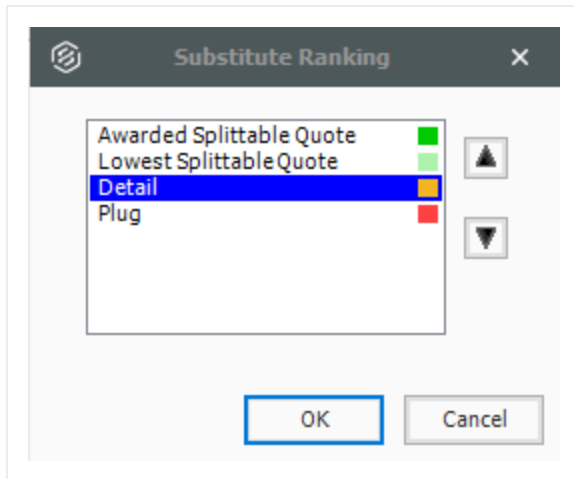 Substitute Ranking
Awarded Splittable Quote
Lowest Splittable Quote
Detail
Plug
OK
Cancel